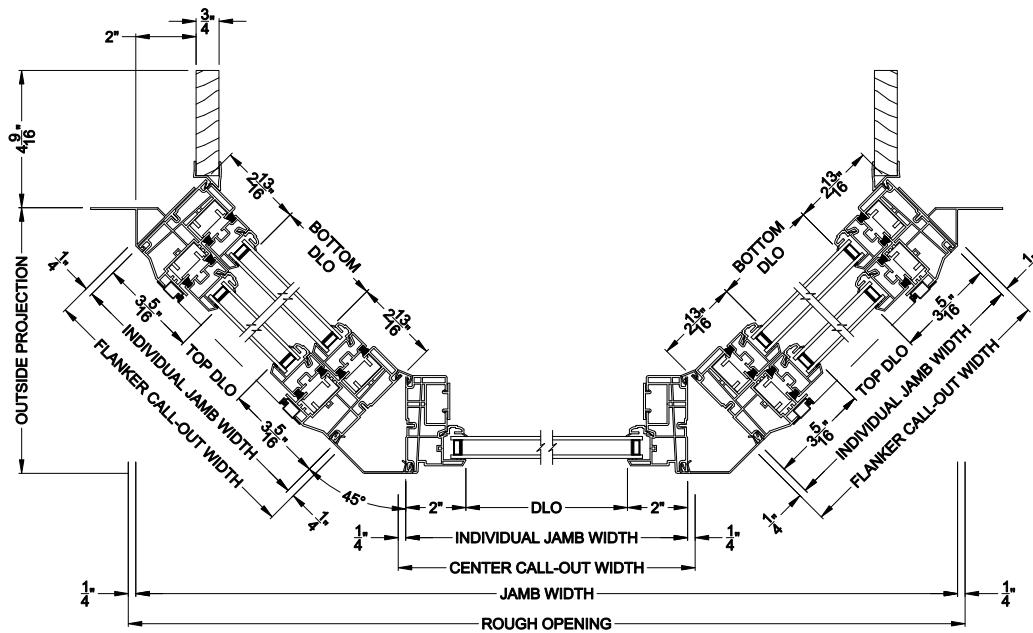 3/4"
2"
4 9/16"
2 13/16"
2 13/16"
BOTTOM
DLO
BOTTOM
DLO
1/4"
1/4"
3 5/16"
3 5/16"
2 13/16"
2 13/16"
OUTSIDE PROJECTION
TOP DLO
TOP DLO
INDIVIDUAL JAMB WIDTH
INDIVIDUAL JAMB WIDTH
FLANKER CALL-OUT WIDTH
FLANKER CALL-OUT WIDTH
3 5/16"
3 5/16"
45°
1/4"
1/4"
2"
DLO
2"
1/4"
INDIVIDUAL JAMB WIDTH
1/4"
CENTER CALL-OUT WIDTH
1/4"
JAMB WIDTH
1/4"
ROUGH OPENING